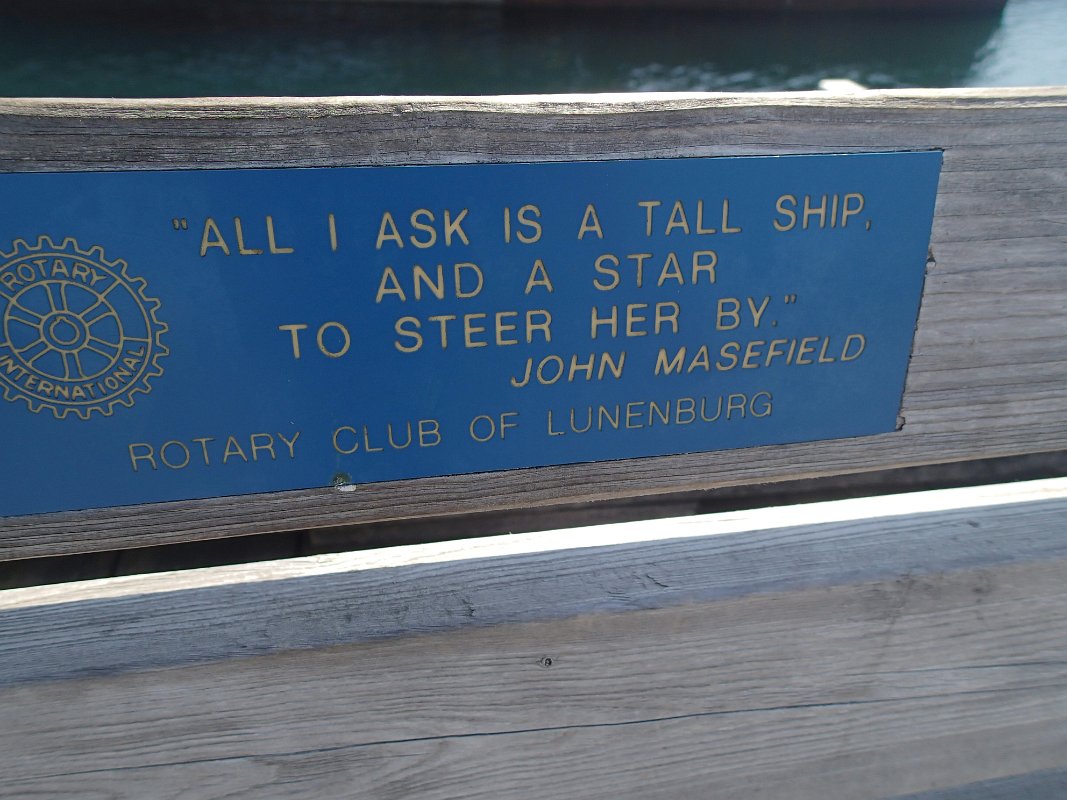 "ALL I ASK IS A TALL SHIP,
AND A STAR
TO STEER HER BY."
JOHN MASEFIELD
ROTARY CLUB OF LUNENBURG
ROTARY
INTERNATIONAL